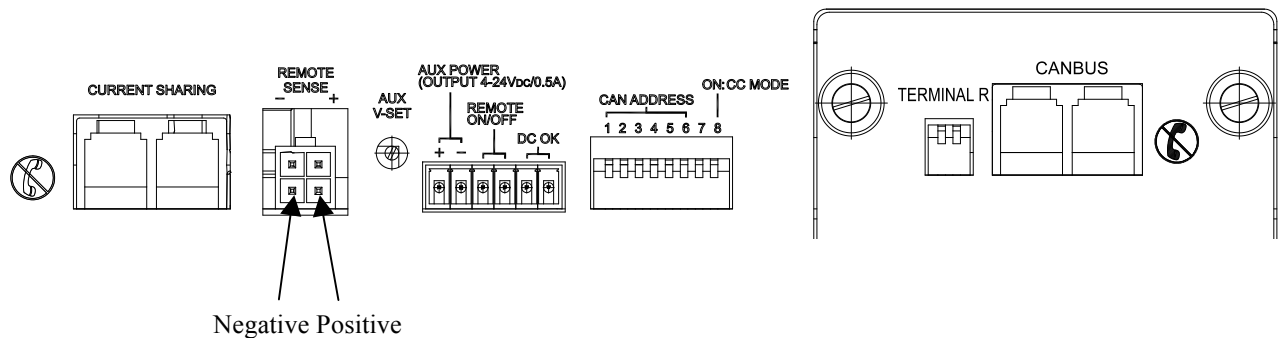 CURRENT SHARING
REMOTE
SENSE
− +
AUX
V-SET
AUX POWER
(OUTPUT 4-24VDC/0.5A)
REMOTE
ON/OFF
DC OK
+ −
CAN ADDRESS
ON: CC MODE
1 2 3 4 5 6 7 8
TERMINAL R
CANBUS
Negative Positive